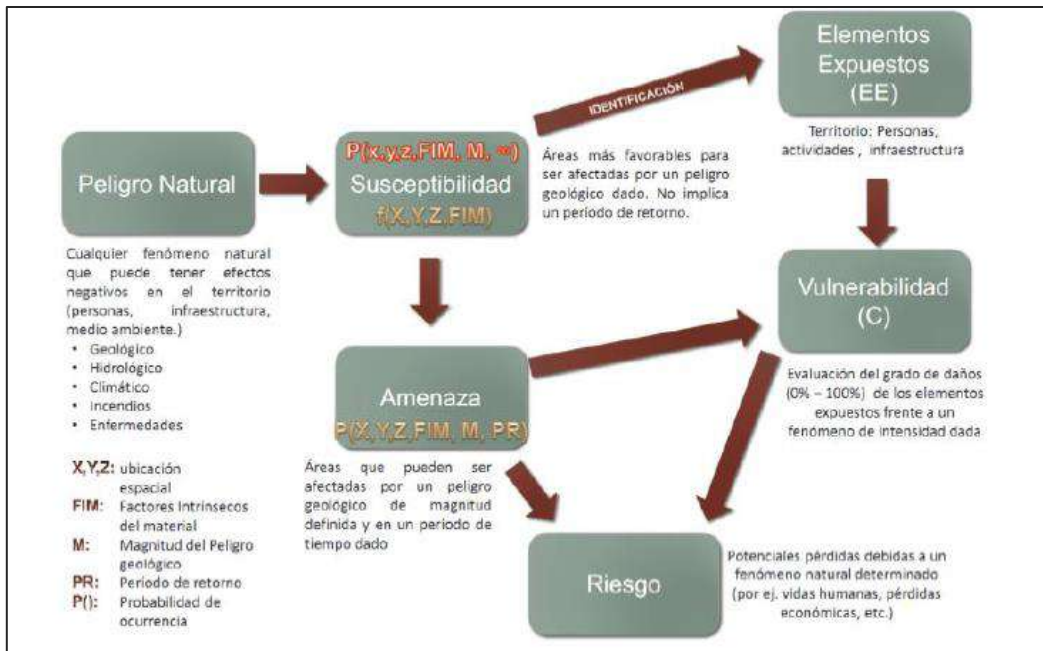 Peligro Natural
Cualquier fenómeno natural
que puede tener efectos
negativos en el territorio
(personas, infraestructura,
medio ambiente.)
• Geológico
• Hidrológico
• Climático
• Incendios
• Enfermedades
X,Y,Z: ubicación
espacial
FIM: Factores Intrínsecos
del material
M: Magnitud del Peligro
geológico
PR: Período de retorno
P(): Probabilidad de
ocurrencia
P(x,y,z,FIM, M, ∞)
Susceptibilidad
f(X,Y,Z,FIM)
IDENTIFICACIÓN
Áreas más favorables para
ser afectadas por un peligro
geológico dado. No implica
un período de retorno.
Elementos
Expuestos
(EE)
Territorio: Personas,
actividades , infraestructura
Amenaza
P(X,Y,Z,FIM, M, PR)
Áreas que pueden ser
afectadas por un peligro
geológico de magnitud
definida y en un período de
tiempo dado
Vulnerabilidad
(C)
Evaluación del grado de daños
(0% – 100%) de los elementos
expuestos frente a un
fenómeno de intensidad dada
Riesgo
Potenciales pérdidas debidas a un
fenómeno natural determinado
(por ej. vidas humanas, pérdidas
económicas, etc.)